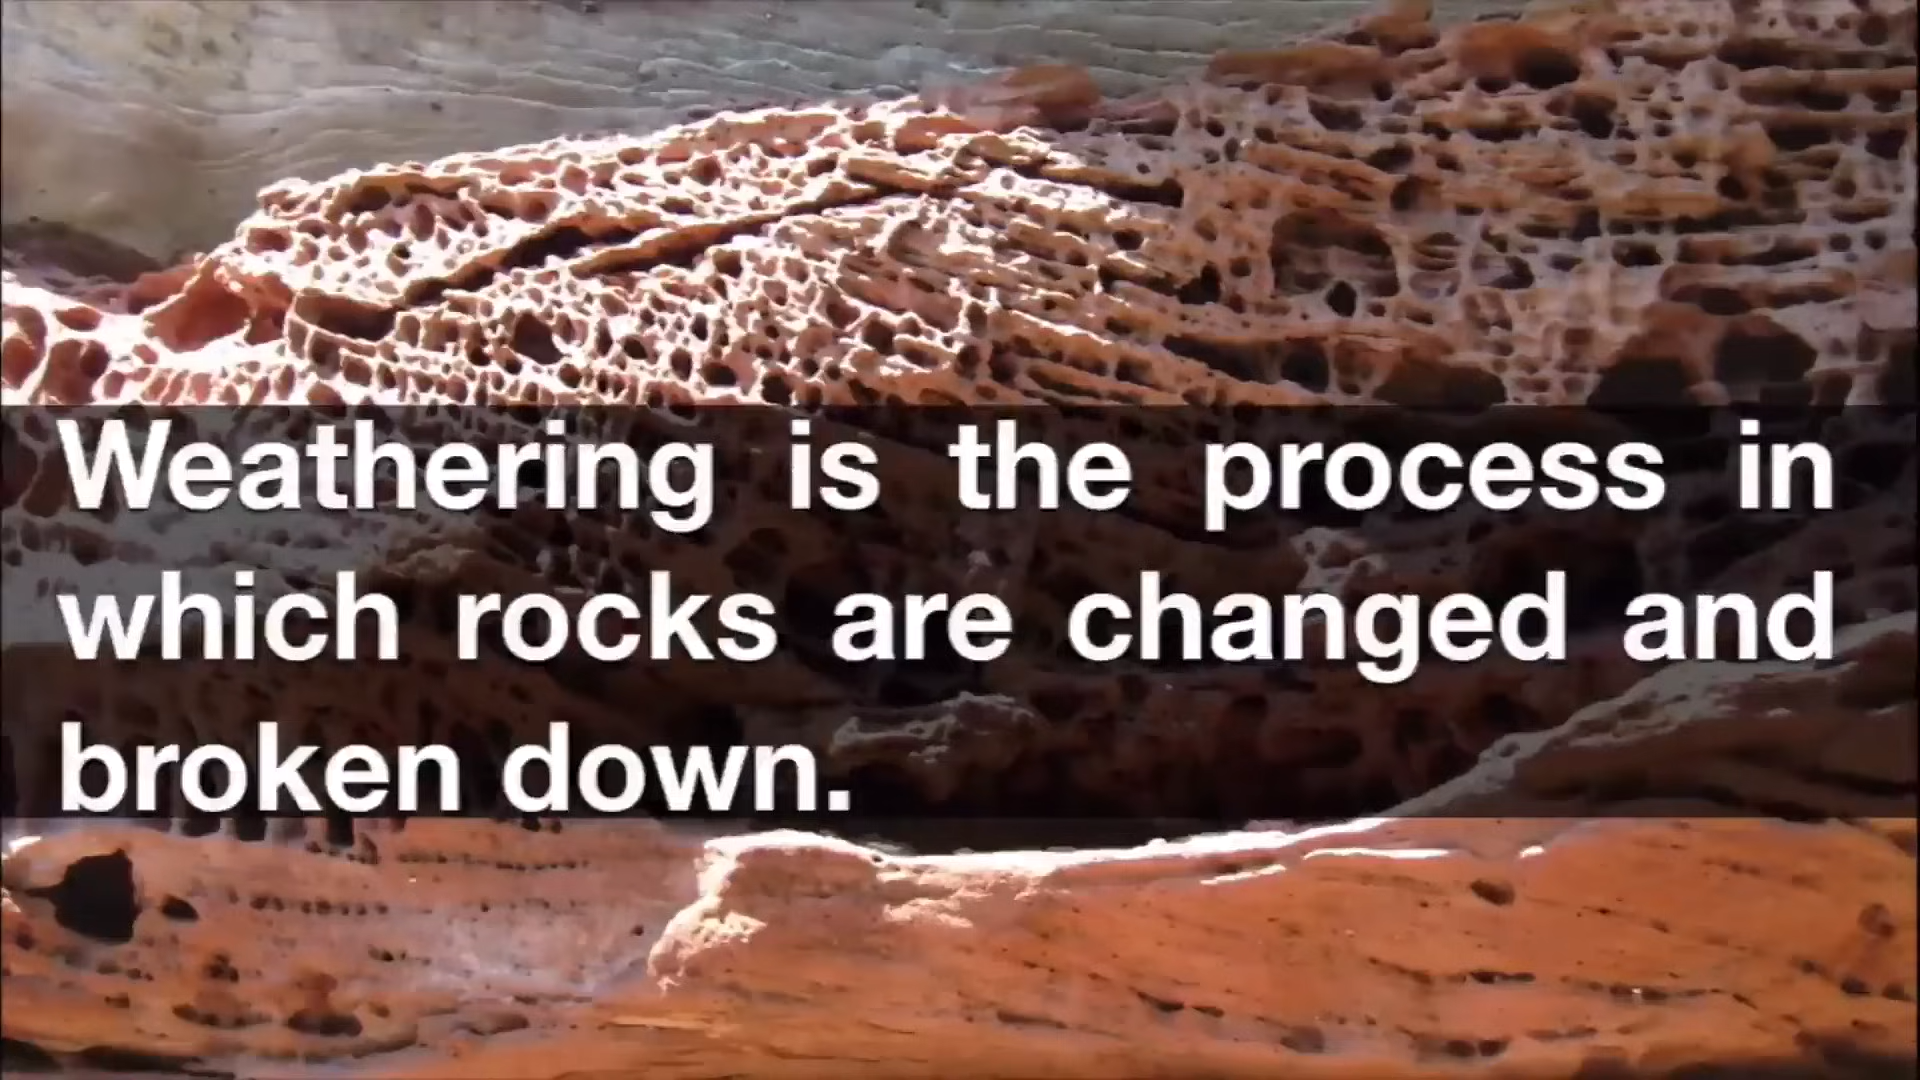 Weathering is the process in
which rocks are changed and
broken down.